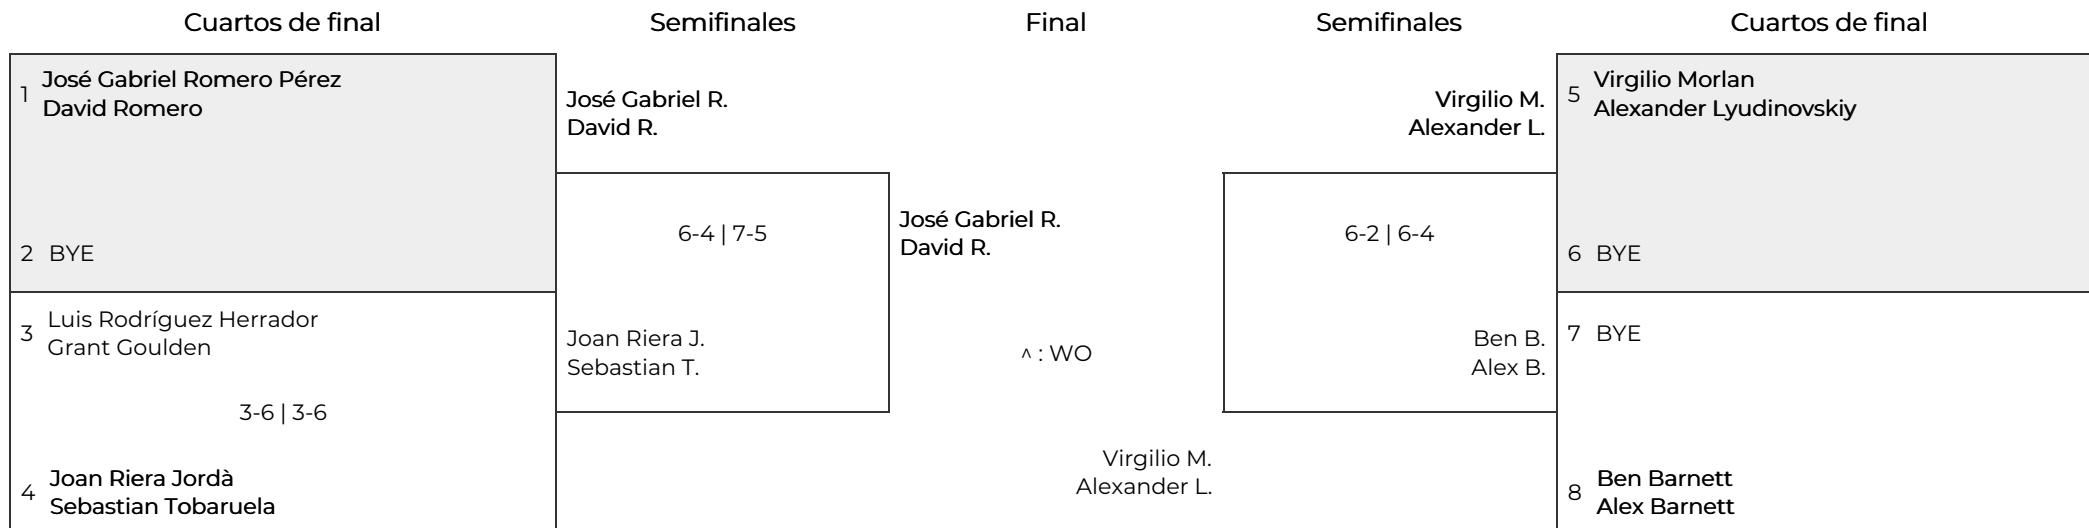 Cuartos de final
Semifinales
Final
Semifinales
Cuartos de final
1
José Gabriel Romero Pérez
David Romero
2 BYE
3
Luis Rodríguez Herrador
Grant Goulden
3-6 | 3-6
4
Joan Riera Jordà
Sebastian Tobaruela
José Gabriel R.
David R.
6-4 | 7-5
Joan Riera J.
Sebastian T.
José Gabriel R.
David R.
^ : WO
Virgilio M.
Alexander L.
Virgilio M.
Alexander L.
6-2 | 6-4
Ben B.
Alex B.
5
Virgilio Morlan
Alexander Lyudinovskiy
6 BYE
7 BYE
8
Ben Barnett
Alex Barnett